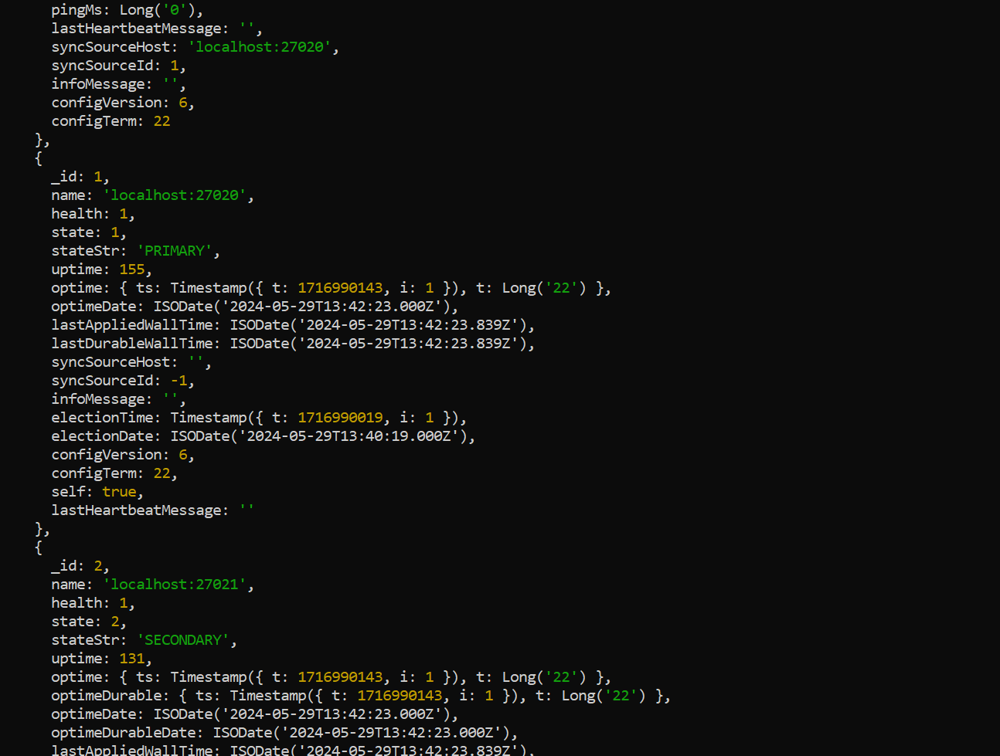 pingMs: Long('0'),
lastHeartbeatMessage: '',
syncSourceHost: 'localhost:27020',
syncSourceId: 1,
infoMessage: '',
configVersion: 6,
configTerm: 22
},
{
_id: 1,
name: 'localhost:27020',
health: 1,
state: 1,
stateStr: 'PRIMARY',
uptime: 155,
optime: { ts: Timestamp({ t: 1716990143, i: 1 }), t: Long('22') },
optimeDate: ISODate('2024-05-29T13:42:23.000Z'),
lastAppliedWallTime: ISODate('2024-05-29T13:42:23.839Z'),
lastDurableWallTime: ISODate('2024-05-29T13:42:23.839Z'),
syncSourceHost: '',
syncSourceId: -1,
infoMessage: '',
electionTime: Timestamp({ t: 1716990019, i: 1 }),
electionDate: ISODate('2024-05-29T13:40:19.000Z'),
configVersion: 6,
configTerm: 22,
self: true,
lastHeartbeatMessage: ''
},
{
_id: 2,
name: 'localhost:27021',
health: 1,
state: 2,
stateStr: 'SECONDARY',
uptime: 131,
optime: { ts: Timestamp({ t: 1716990143, i: 1 }), t: Long('22') },
optimeDurable: { ts: Timestamp({ t: 1716990143, i: 1 }), t: Long('22') },
optimeDate: ISODate('2024-05-29T13:42:23.000Z'),
optimeDurableDate: ISODate('2024-05-29T13:42:23.000Z'),
lastAppliedWallTime: ISODate('2024-05-29T13:42:23.839Z'),